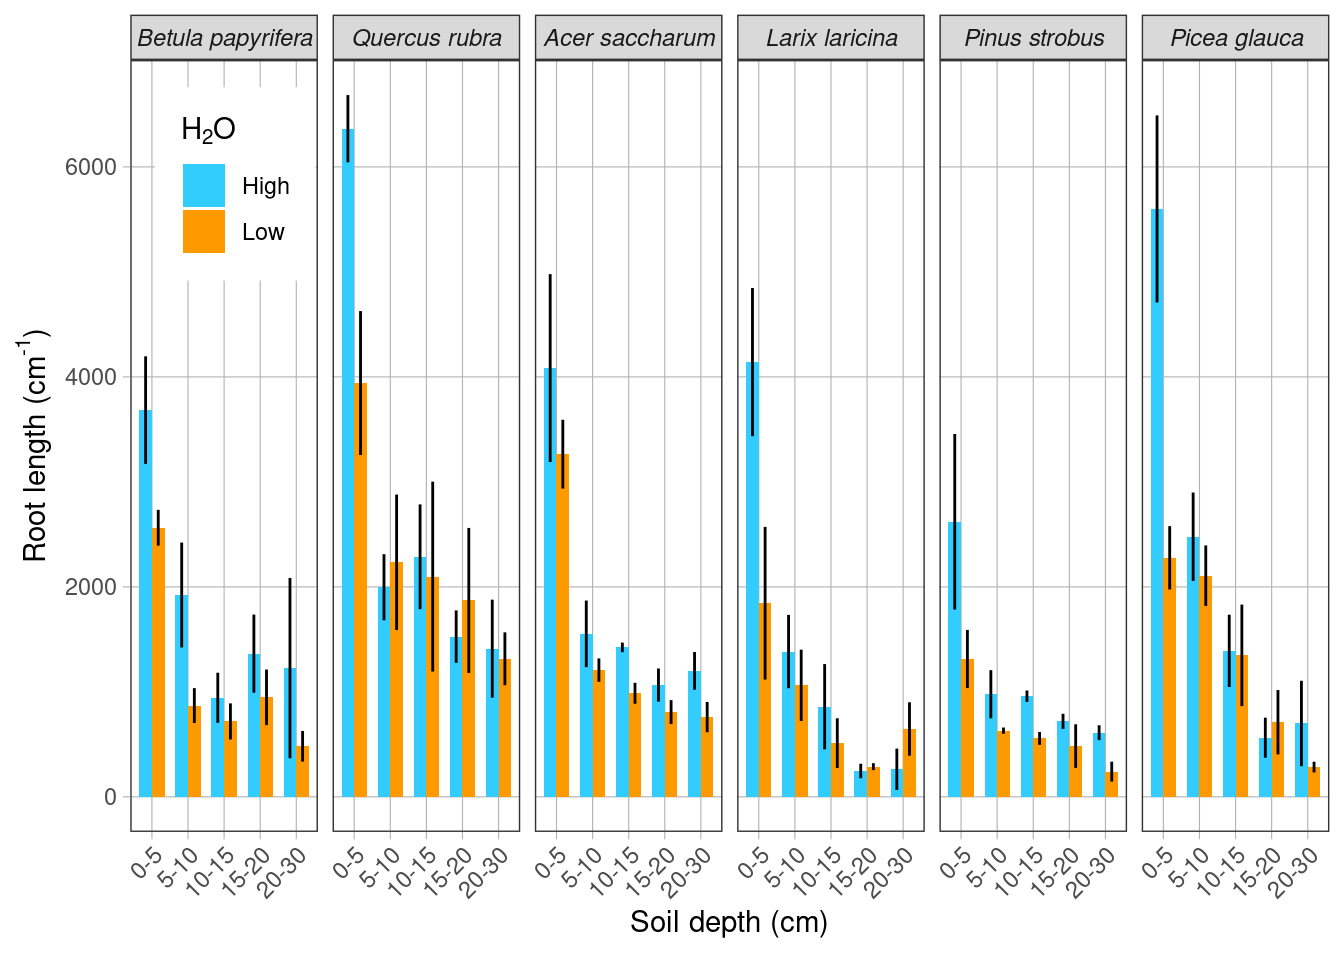 Betula papyrifera Quercus rubra Acer saccharum Larix laricina Pinus strobus Picea glauca
H₂O
High
Low
6000
4000
2000
0
Root length (cm⁻¹)
0-5 5-10 10-15 15-20 20-30 0-5 5-10 10-15 15-20 20-30 0-5 5-10 10-15 15-20 20-30 0-5 5-10 10-15 15-20 20-30 0-5 5-10 10-15 15-20 20-30 0-5 5-10 10-15 15-20 20-30
Soil depth (cm)